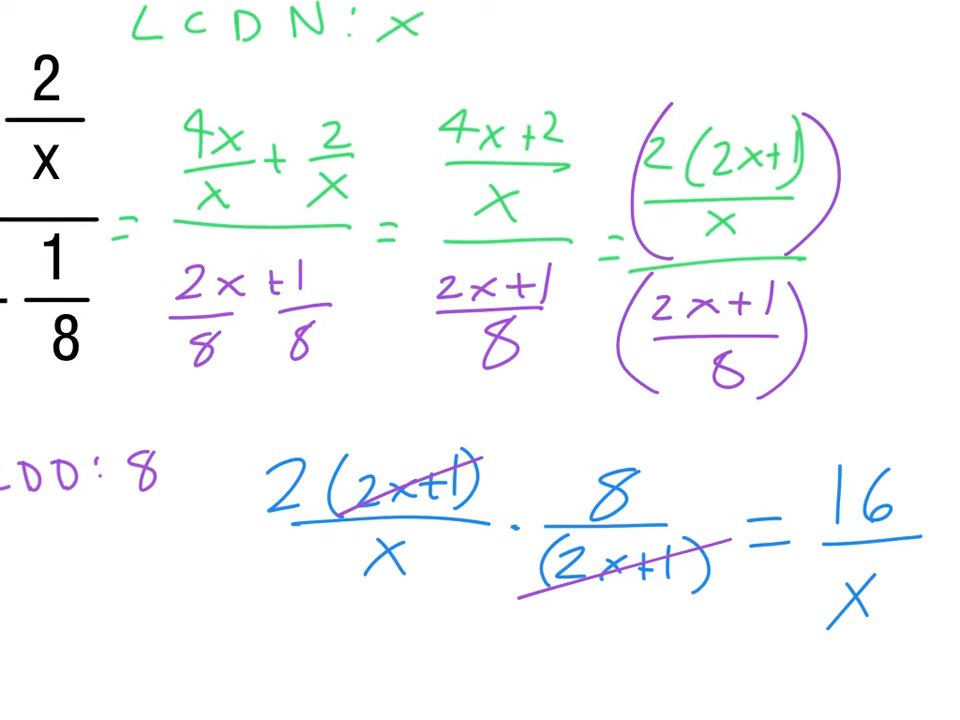 LCDN: x
2/x / 1/8 = (4x/x + 2/x) / (2x/8 + 1/8) = ((4x+2)/x) / ((2x+1)/8) = (2(2x+1)/x) / ((2x+1)/8)
DD: 8
2(2x+1)/x · 8/(2x+1) = 16/x